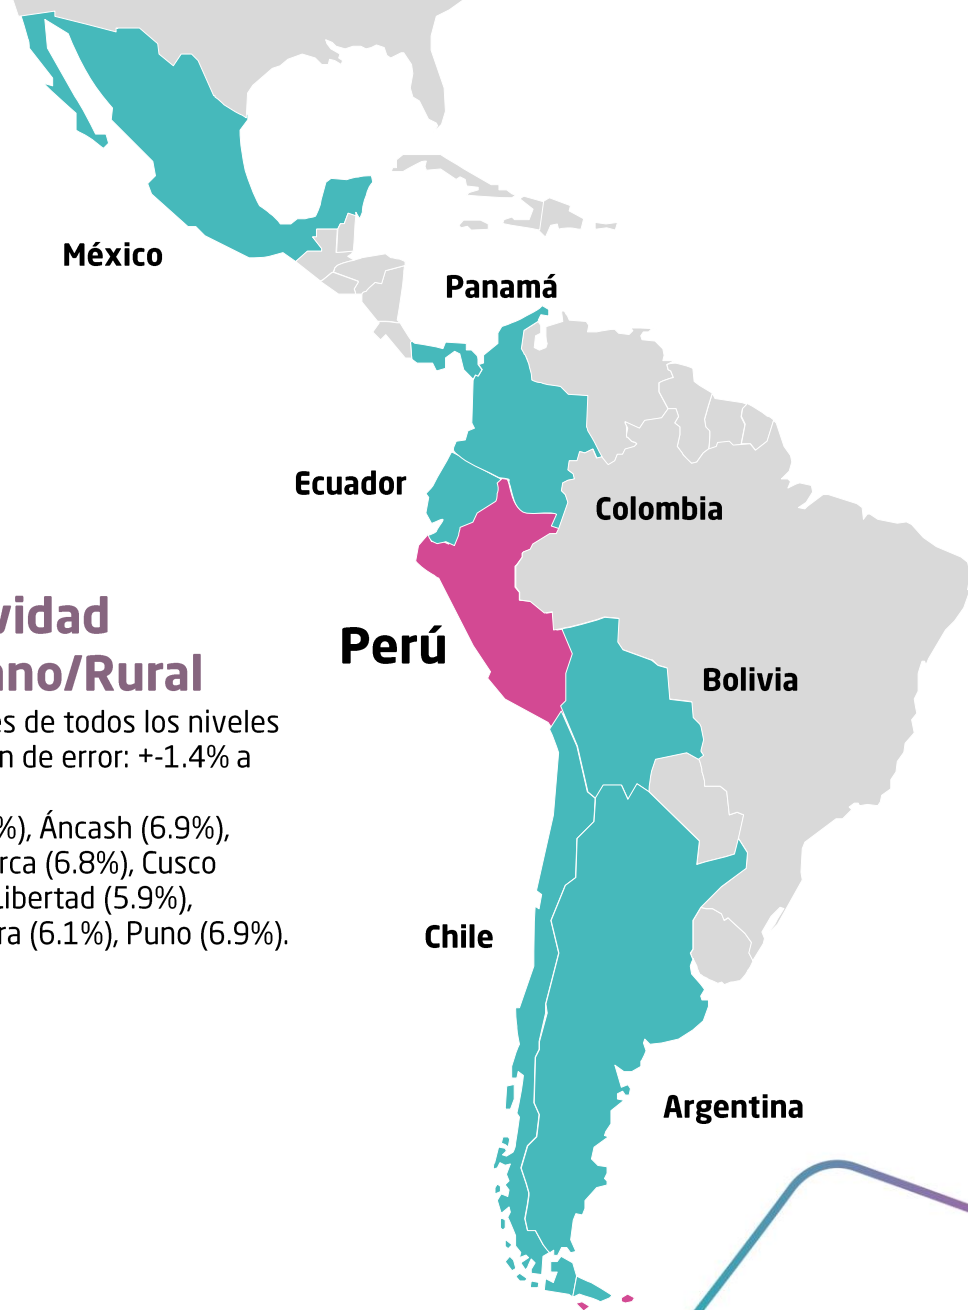 México
Panamá
Ecuador
Colombia
vidad
ano/Rural
Perú
Bolivia
es de todos los niveles
n de error: +-1.4% a
%), Áncash (6.9%),
rca (6.8%), Cusco
Libertad (5.9%),
ra (6.1%), Puno (6.9%).
Chile
Argentina